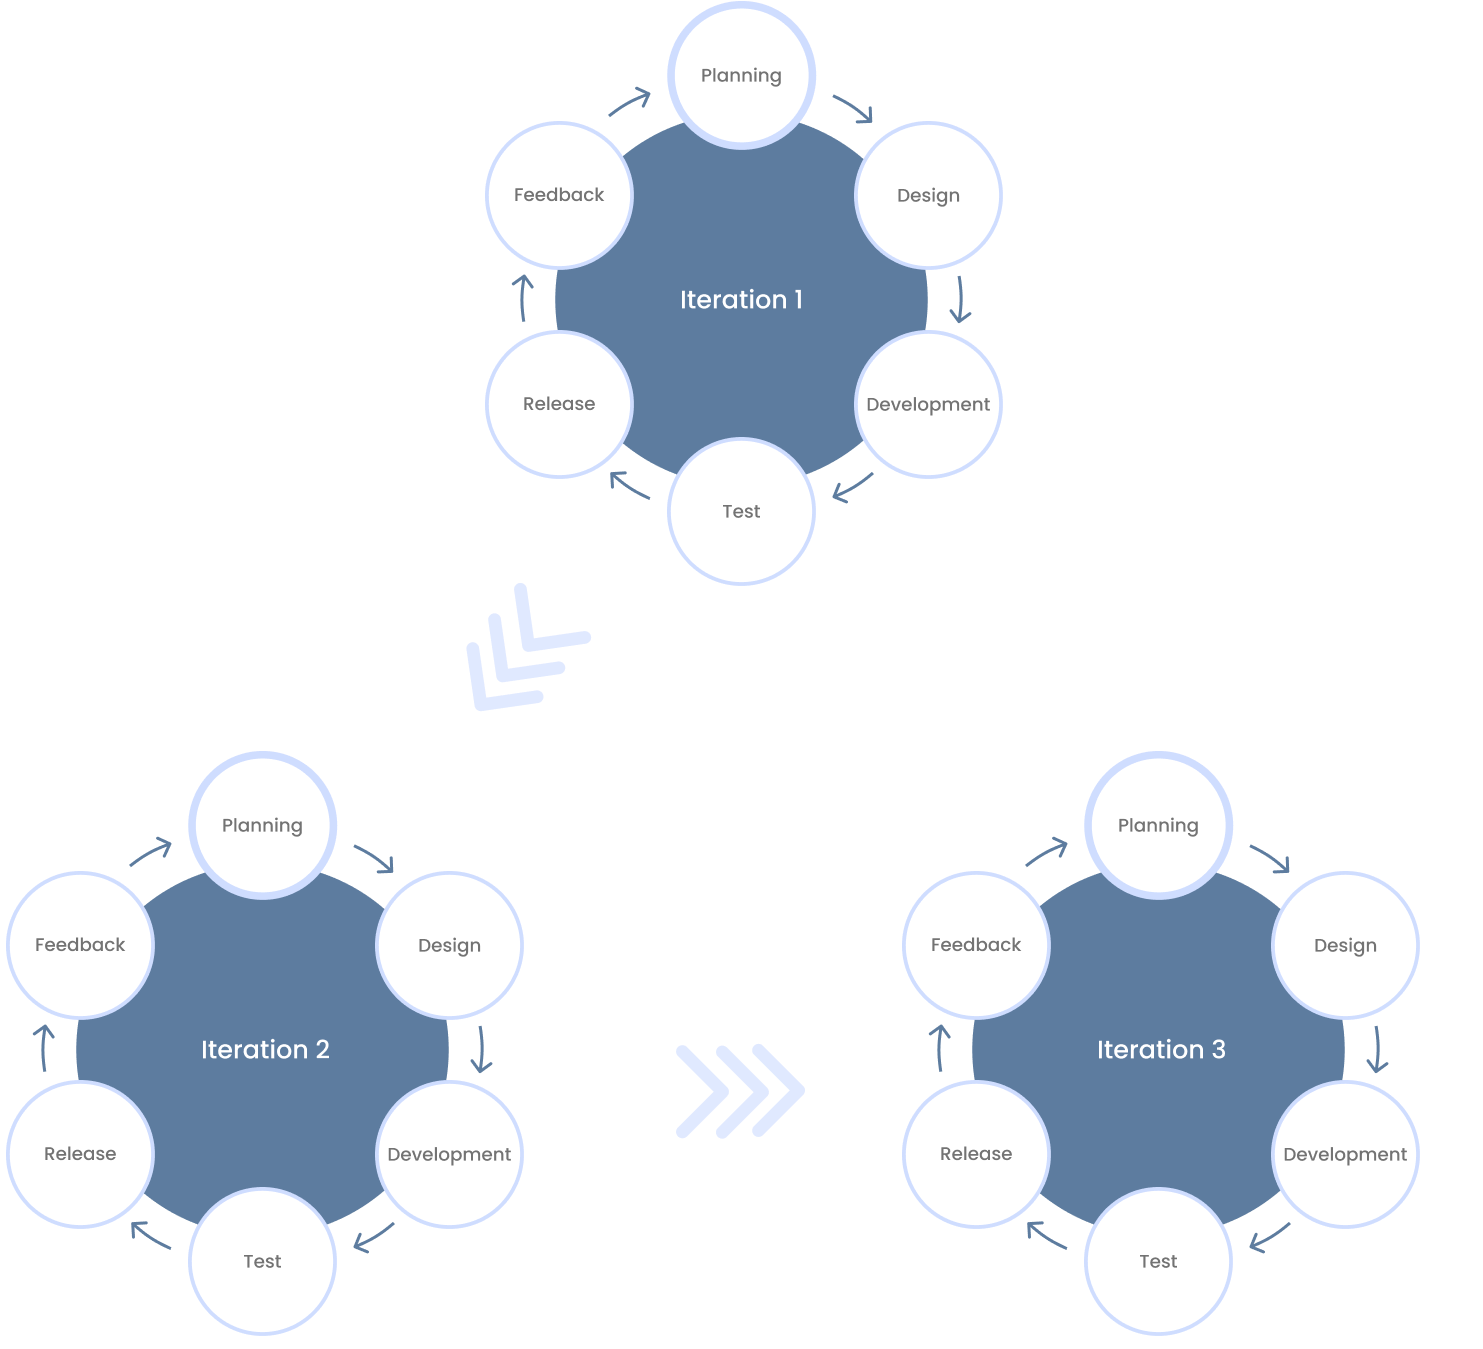 Planning
Feedback
Design
Iteration 1
Release
Development
Test
Planning
Feedback
Design
Iteration 2
Release
Development
Test
Planning
Feedback
Design
Iteration 3
Release
Development
Test